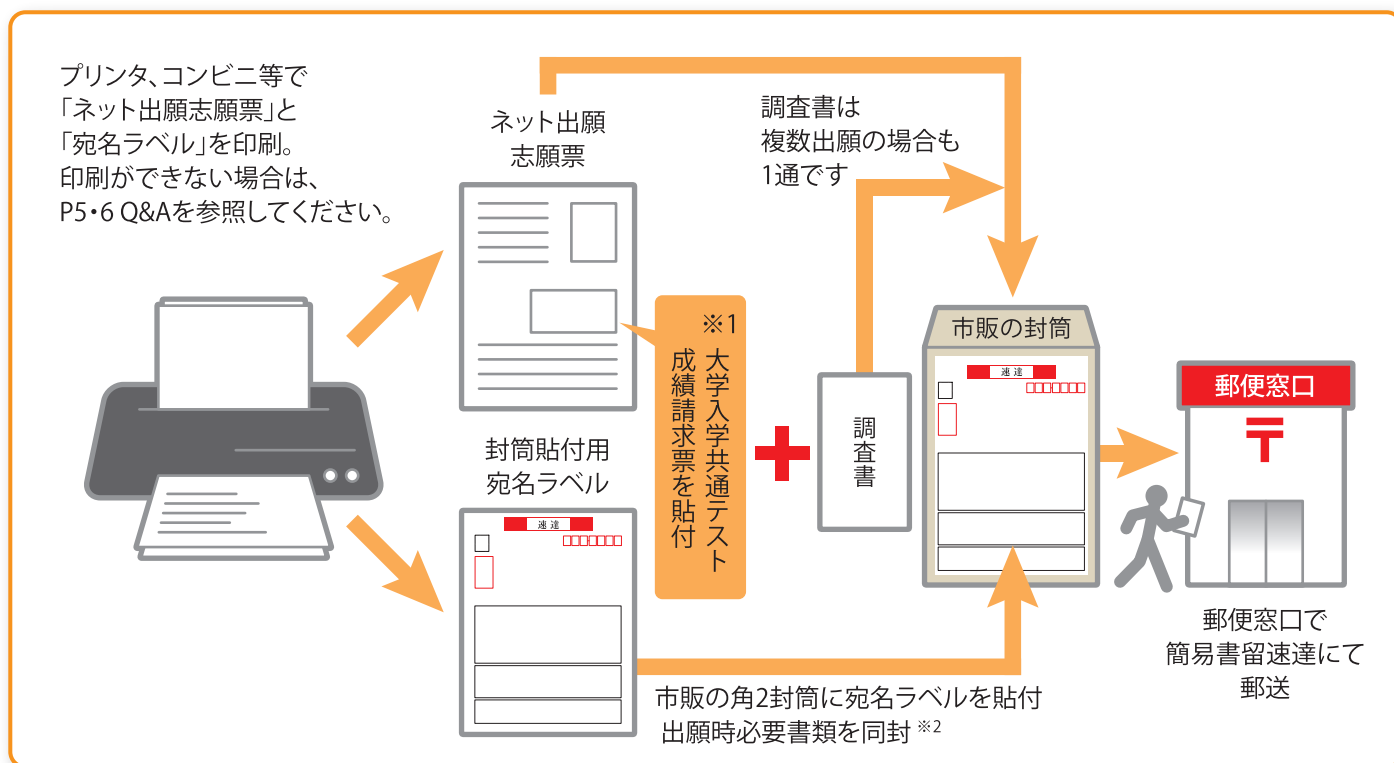 プリンタ、コンビニ等で
「ネット出願志願票」と
「宛名ラベル」を印刷。
印刷ができない場合は、
P5・6 Q&Aを参照してください。
ネット出願
志願票
※1
大学入学共通テスト
成績請求票を貼付
調査書は
複数出願の場合も
1通です
調査書
市販の封筒
速達
郵便窓口
〒
封筒貼付用
宛名ラベル
速達
市販の角2封筒に宛名ラベルを貼付
出願時必要書類を同封※2
郵便窓口で
簡易書留速達にて
郵送